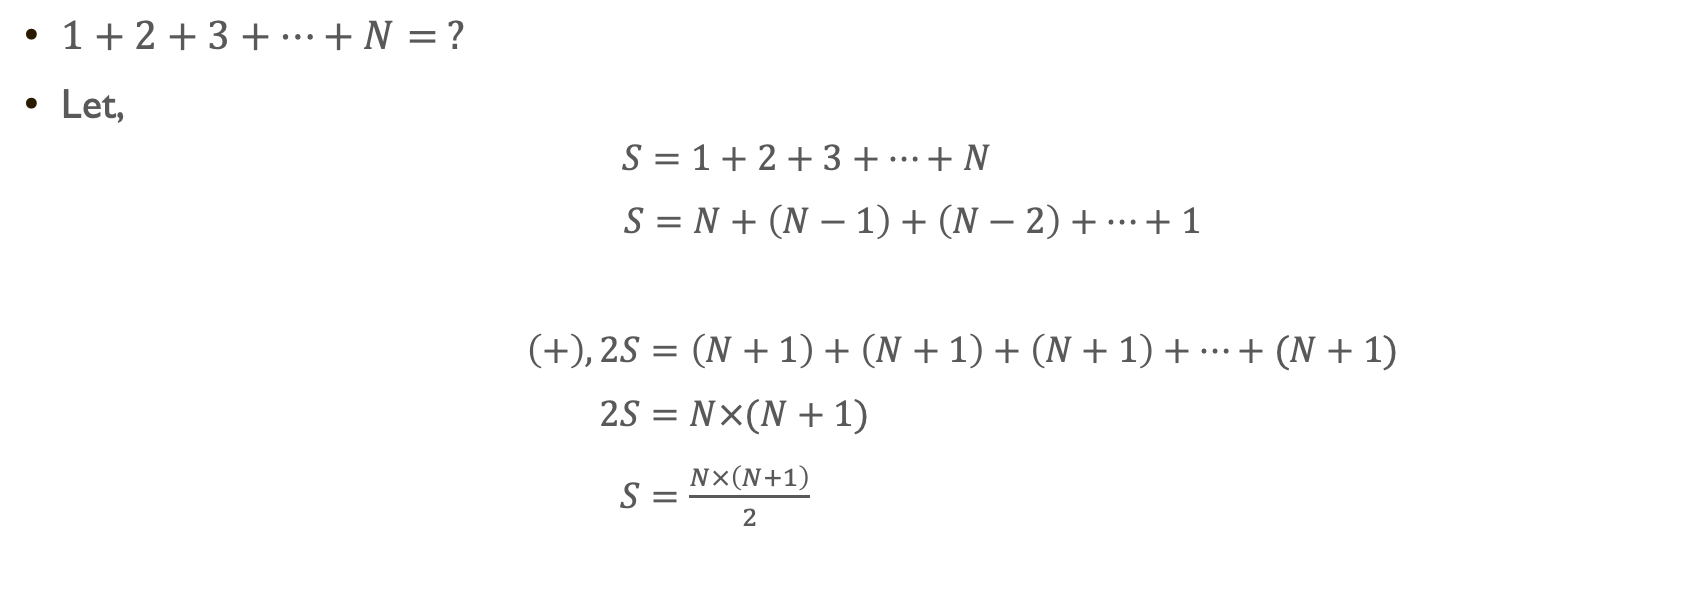 • 1 + 2 + 3 + ⋯ + N = ?
• Let,
S = 1 + 2 + 3 + ⋯ + N
S = N + (N − 1) + (N − 2) + ⋯ + 1
(+), 2S = (N + 1) + (N + 1) + (N + 1) + ⋯ + (N + 1)
2S = N×(N + 1)
S = N×(N+1)/2